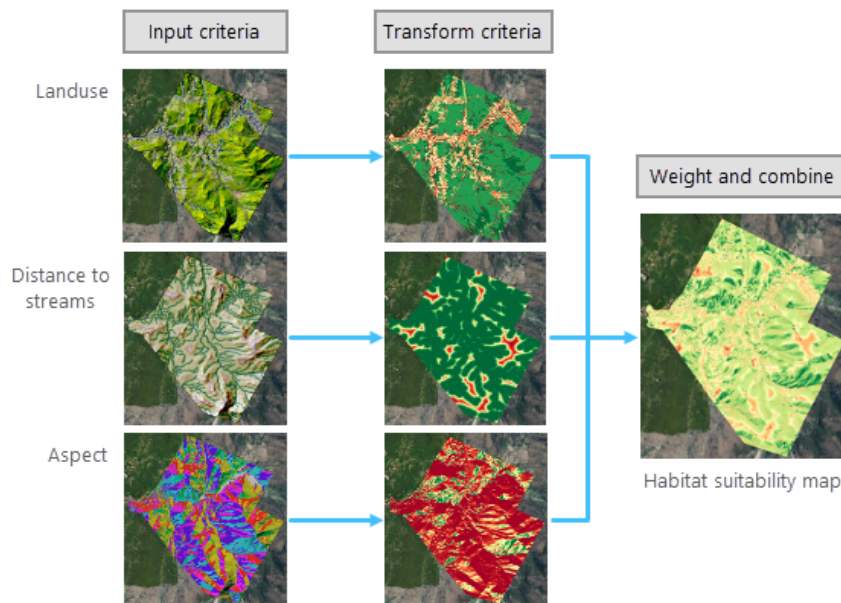 Input criteria
Transform criteria
Landuse
Weight and combine
Distance to
streams
Aspect
Habitat suitability map